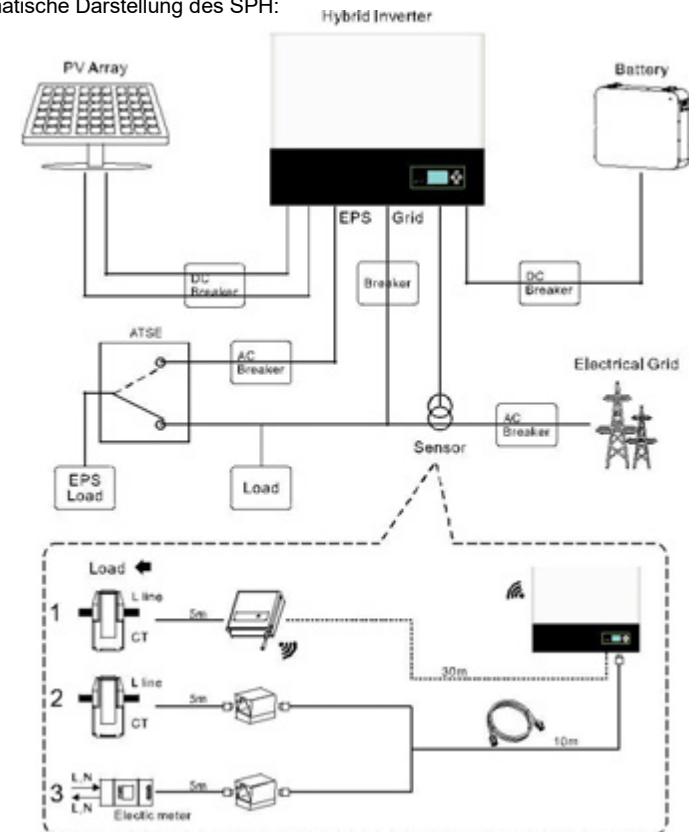 matische Darstellung des SPH:
Hybrid Inverter
PV Array
Battery
EPS
Grid
DC
Breaker
Breaker
DC
Breaker
ATSE
AC
Breaker
Electrical Grid
AC
Breaker
Sensor
EPS
Load
Load
Load
1
L line
5m
CT
30m
2
L line
5m
CT
10m
3
L,N
L,N
5m
Electic meter